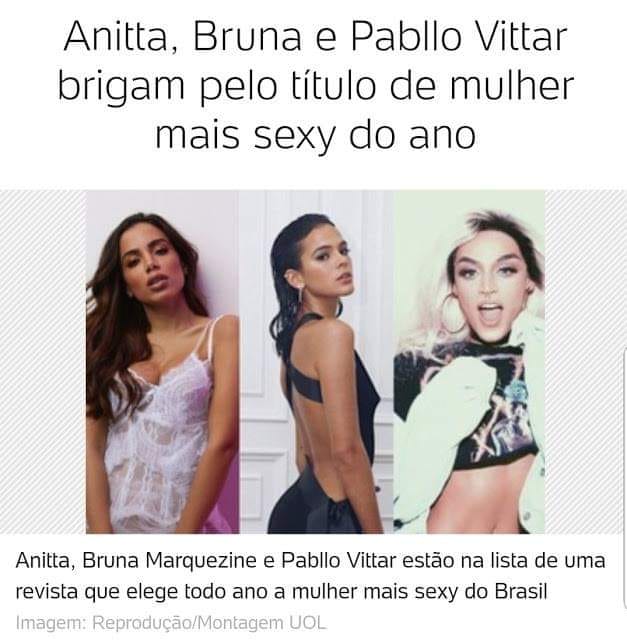 Anitta, Bruna e Pabllo Vittar
brigam pelo título de mulher
mais sexy do ano
Anitta, Bruna Marquezine e Pabllo Vittar estão na lista de uma
revista que elege todo ano a mulher mais sexy do Brasil
Imagem: Reprodução/Montagem UOL